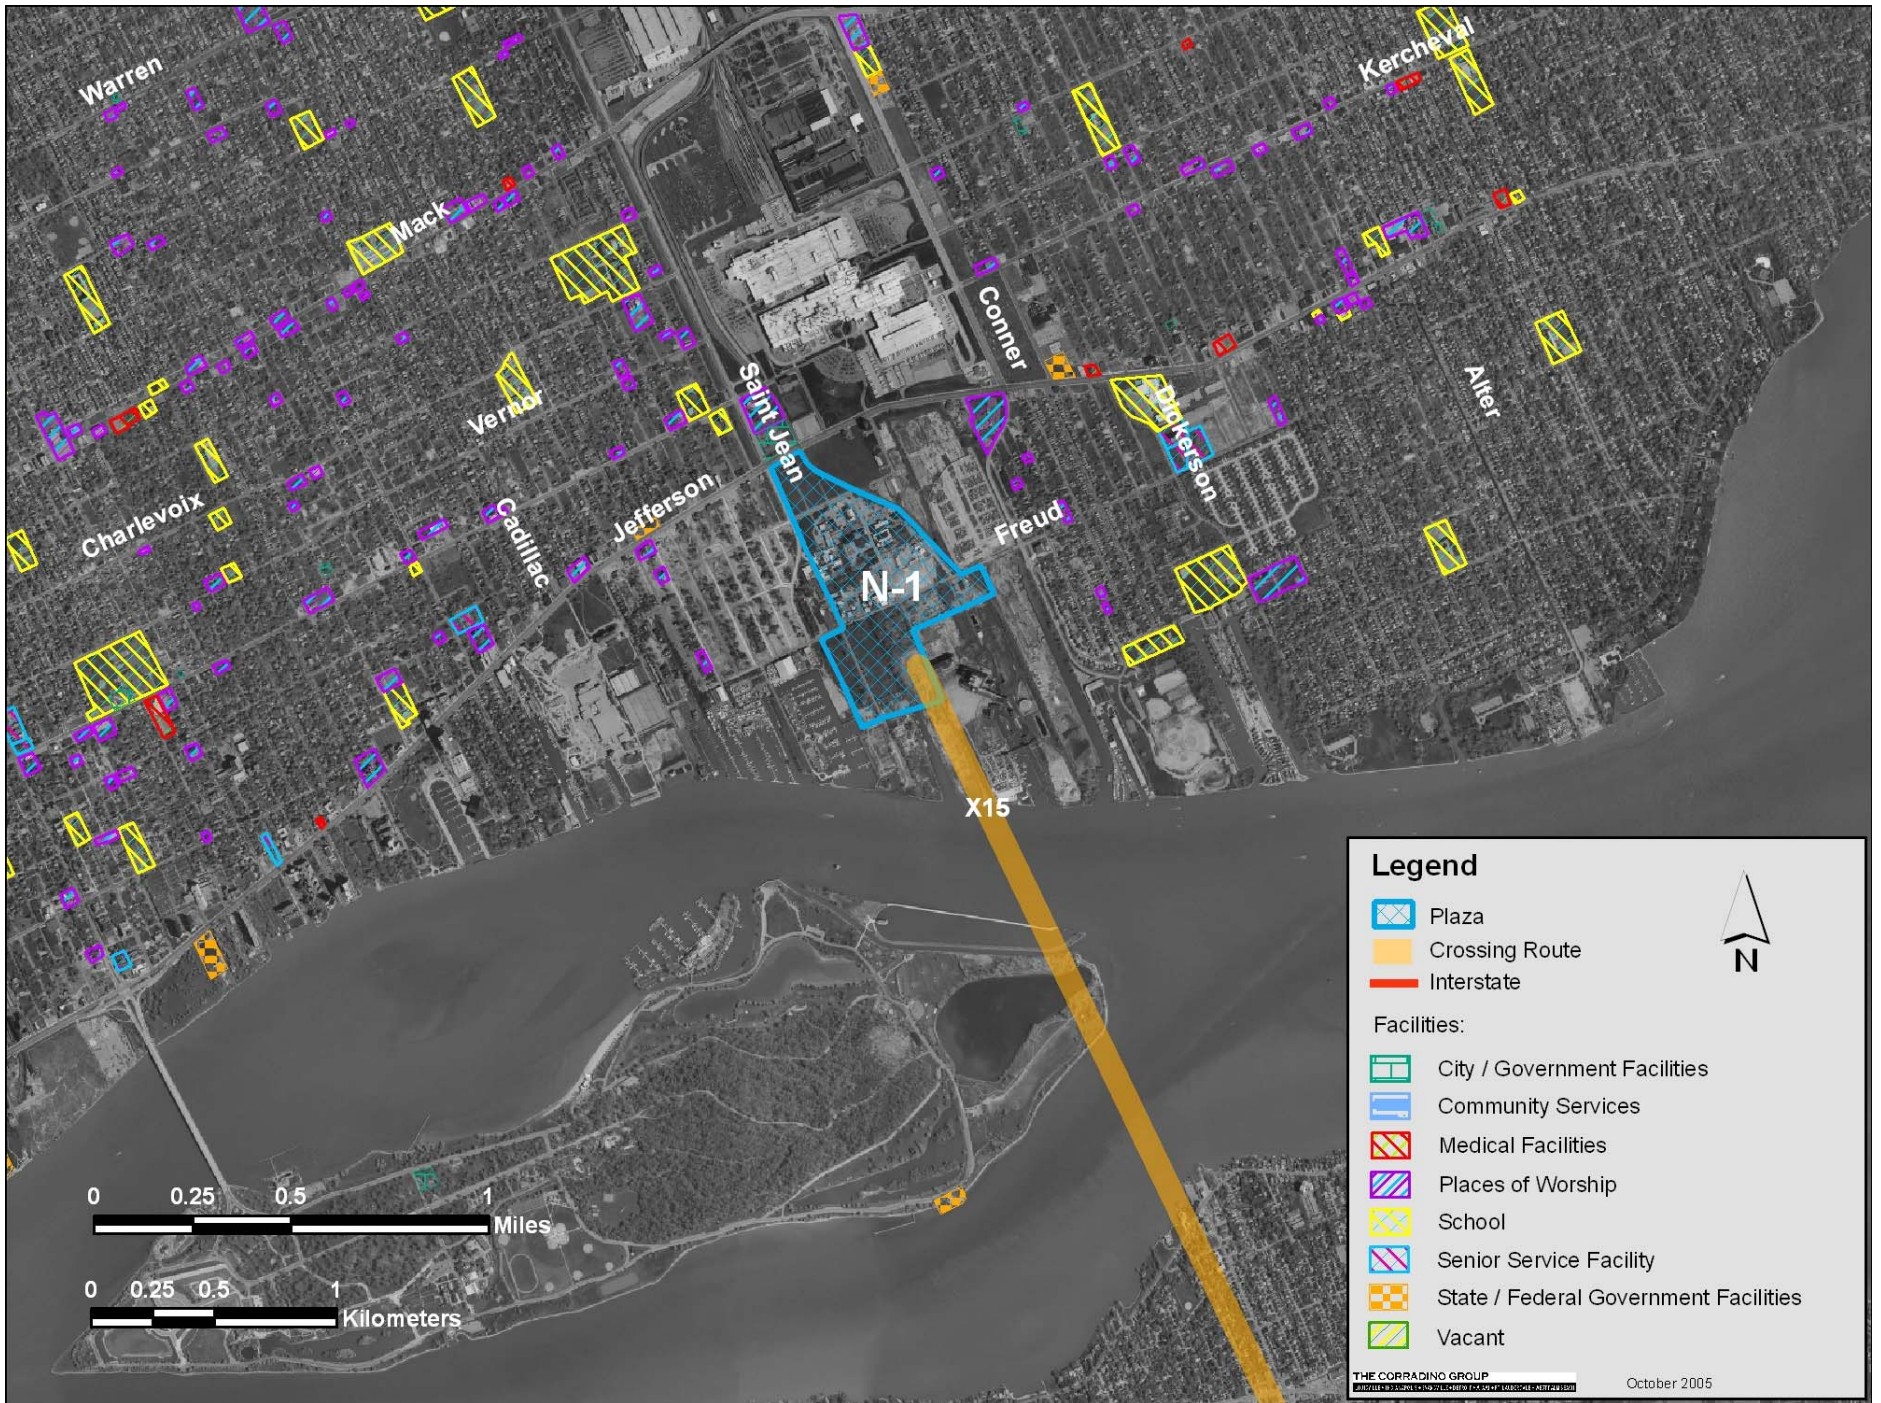 Warren
Kercheval
Mack
Conner
Saint Jean
Alter
Vernor
Dickerson
Charlevoix
Cadillac
Jefferson
Freud
N-1
X15
Legend
Plaza
Crossing Route
Interstate
N
Facilities:
City / Government Facilities
Community Services
Medical Facilities
Places of Worship
School
Senior Service Facility
State / Federal Government Facilities
Vacant
0 0.25 0.5 1
Miles
0 0.25 0.5 1
Kilometers
THE CORRADINO GROUP
October 2005